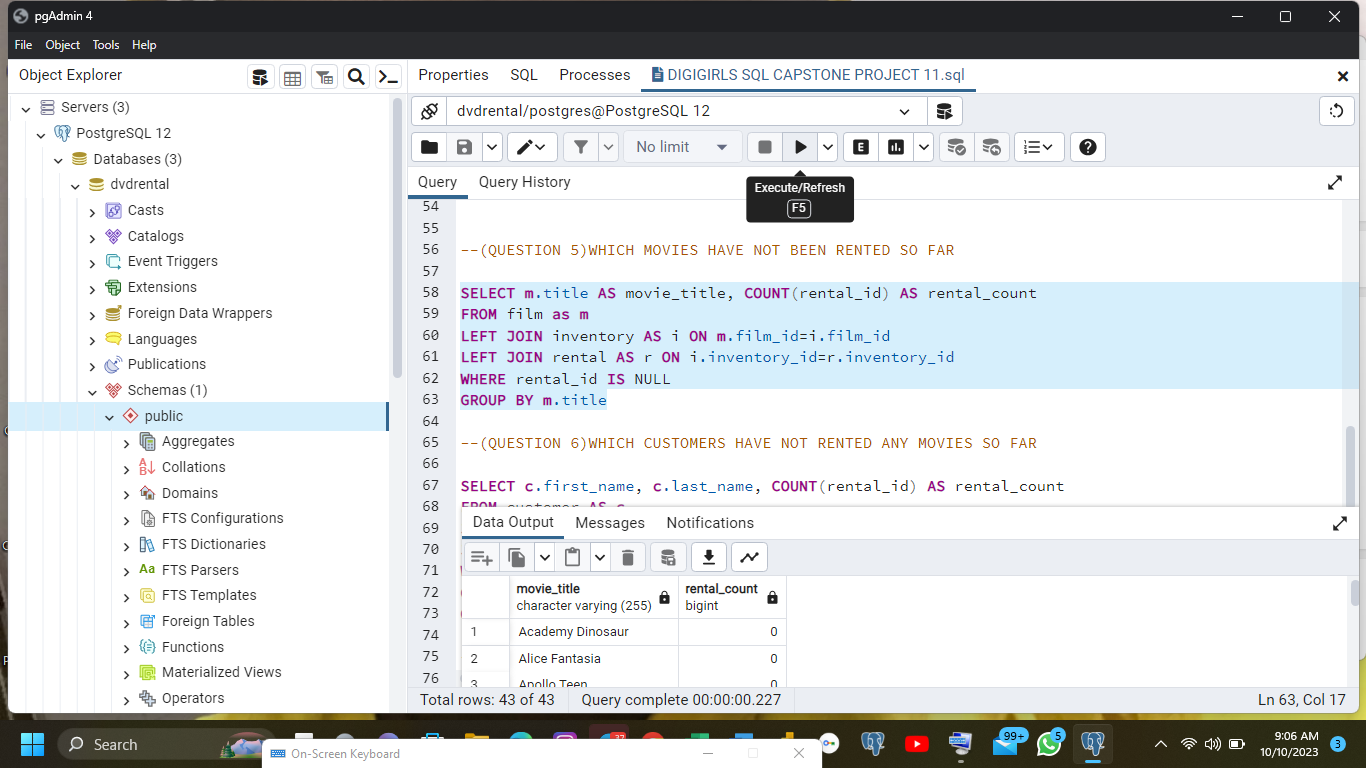 pgAdmin 4
File Object Tools Help
Object Explorer
Properties SQL Processes DIGIGIRLS SQL CAPSTONE PROJECT 11.sql
Servers (3)
PostgreSQL 12
Databases (3)
dvdrental
Casts
Catalogs
Event Triggers
Extensions
Foreign Data Wrappers
Languages
Publications
Schemas (1)
public
Aggregates
Collations
Domains
FTS Configurations
FTS Dictionaries
FTS Parsers
FTS Templates
Foreign Tables
Functions
Materialized Views
Operators
dvdrental/postgres@PostgreSQL 12
No limit
E
Query Query History
Execute/Refresh
F5
54
55
56 --(QUESTION 5)WHICH MOVIES HAVE NOT BEEN RENTED SO FAR
57
58 SELECT m.title AS movie_title, COUNT(rental_id) AS rental_count
59 FROM film as m
60 LEFT JOIN inventory AS i ON m.film_id=i.film_id
61 LEFT JOIN rental AS r ON i.inventory_id=r.inventory_id
62 WHERE rental_id IS NULL
63 GROUP BY m.title
64
65 --(QUESTION 6)WHICH CUSTOMERS HAVE NOT RENTED ANY MOVIES SO FAR
66
67 SELECT c.first_name, c.last_name, COUNT(rental_id) AS rental_count
68 FROM customer AS c
69
70
71
72
73
74
75
76
Data Output Messages Notifications
movie_title rental_count
character varying (255) bigint
1 Academy Dinosaur 0
2 Alice Fantasia 0
3 Apollo Teen 0
Total rows: 43 of 43 Query complete 00:00:00.227 Ln 63, Col 17
Search
On-Screen Keyboard
37
99+
5
9:06 AM
10/10/2023
3